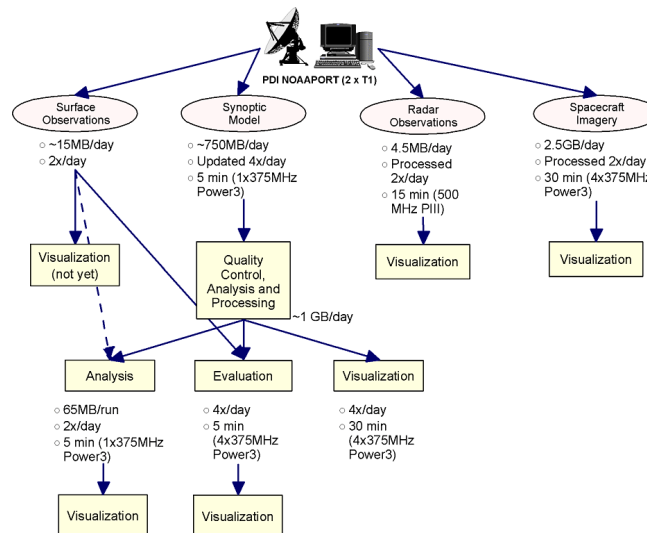 PDI NOAAPORT (2 x T1)
Surface
Observations
~15MB/day
2x/day
Synoptic
Model
~750MB/day
Updated 4x/day
5 min (1x375MHz
Power3)
Radar
Observations
4.5MB/day
Processed
2x/day
15 min (500
MHz PIII)
Spacecraft
Imagery
2.5GB/day
Processed 2x/day
30 min (4x375MHz
Power3)
Visualization
(not yet)
Quality
Control,
Analysis and
Processing
~1 GB/day
Visualization
Visualization
Analysis
65MB/run
2x/day
5 min (1x375MHz
Power3)
Evaluation
4x/day
5 min
(4x375MHz
Power3)
Visualization
4x/day
30 min
(4x375MHz
Power3)
Visualization
Visualization